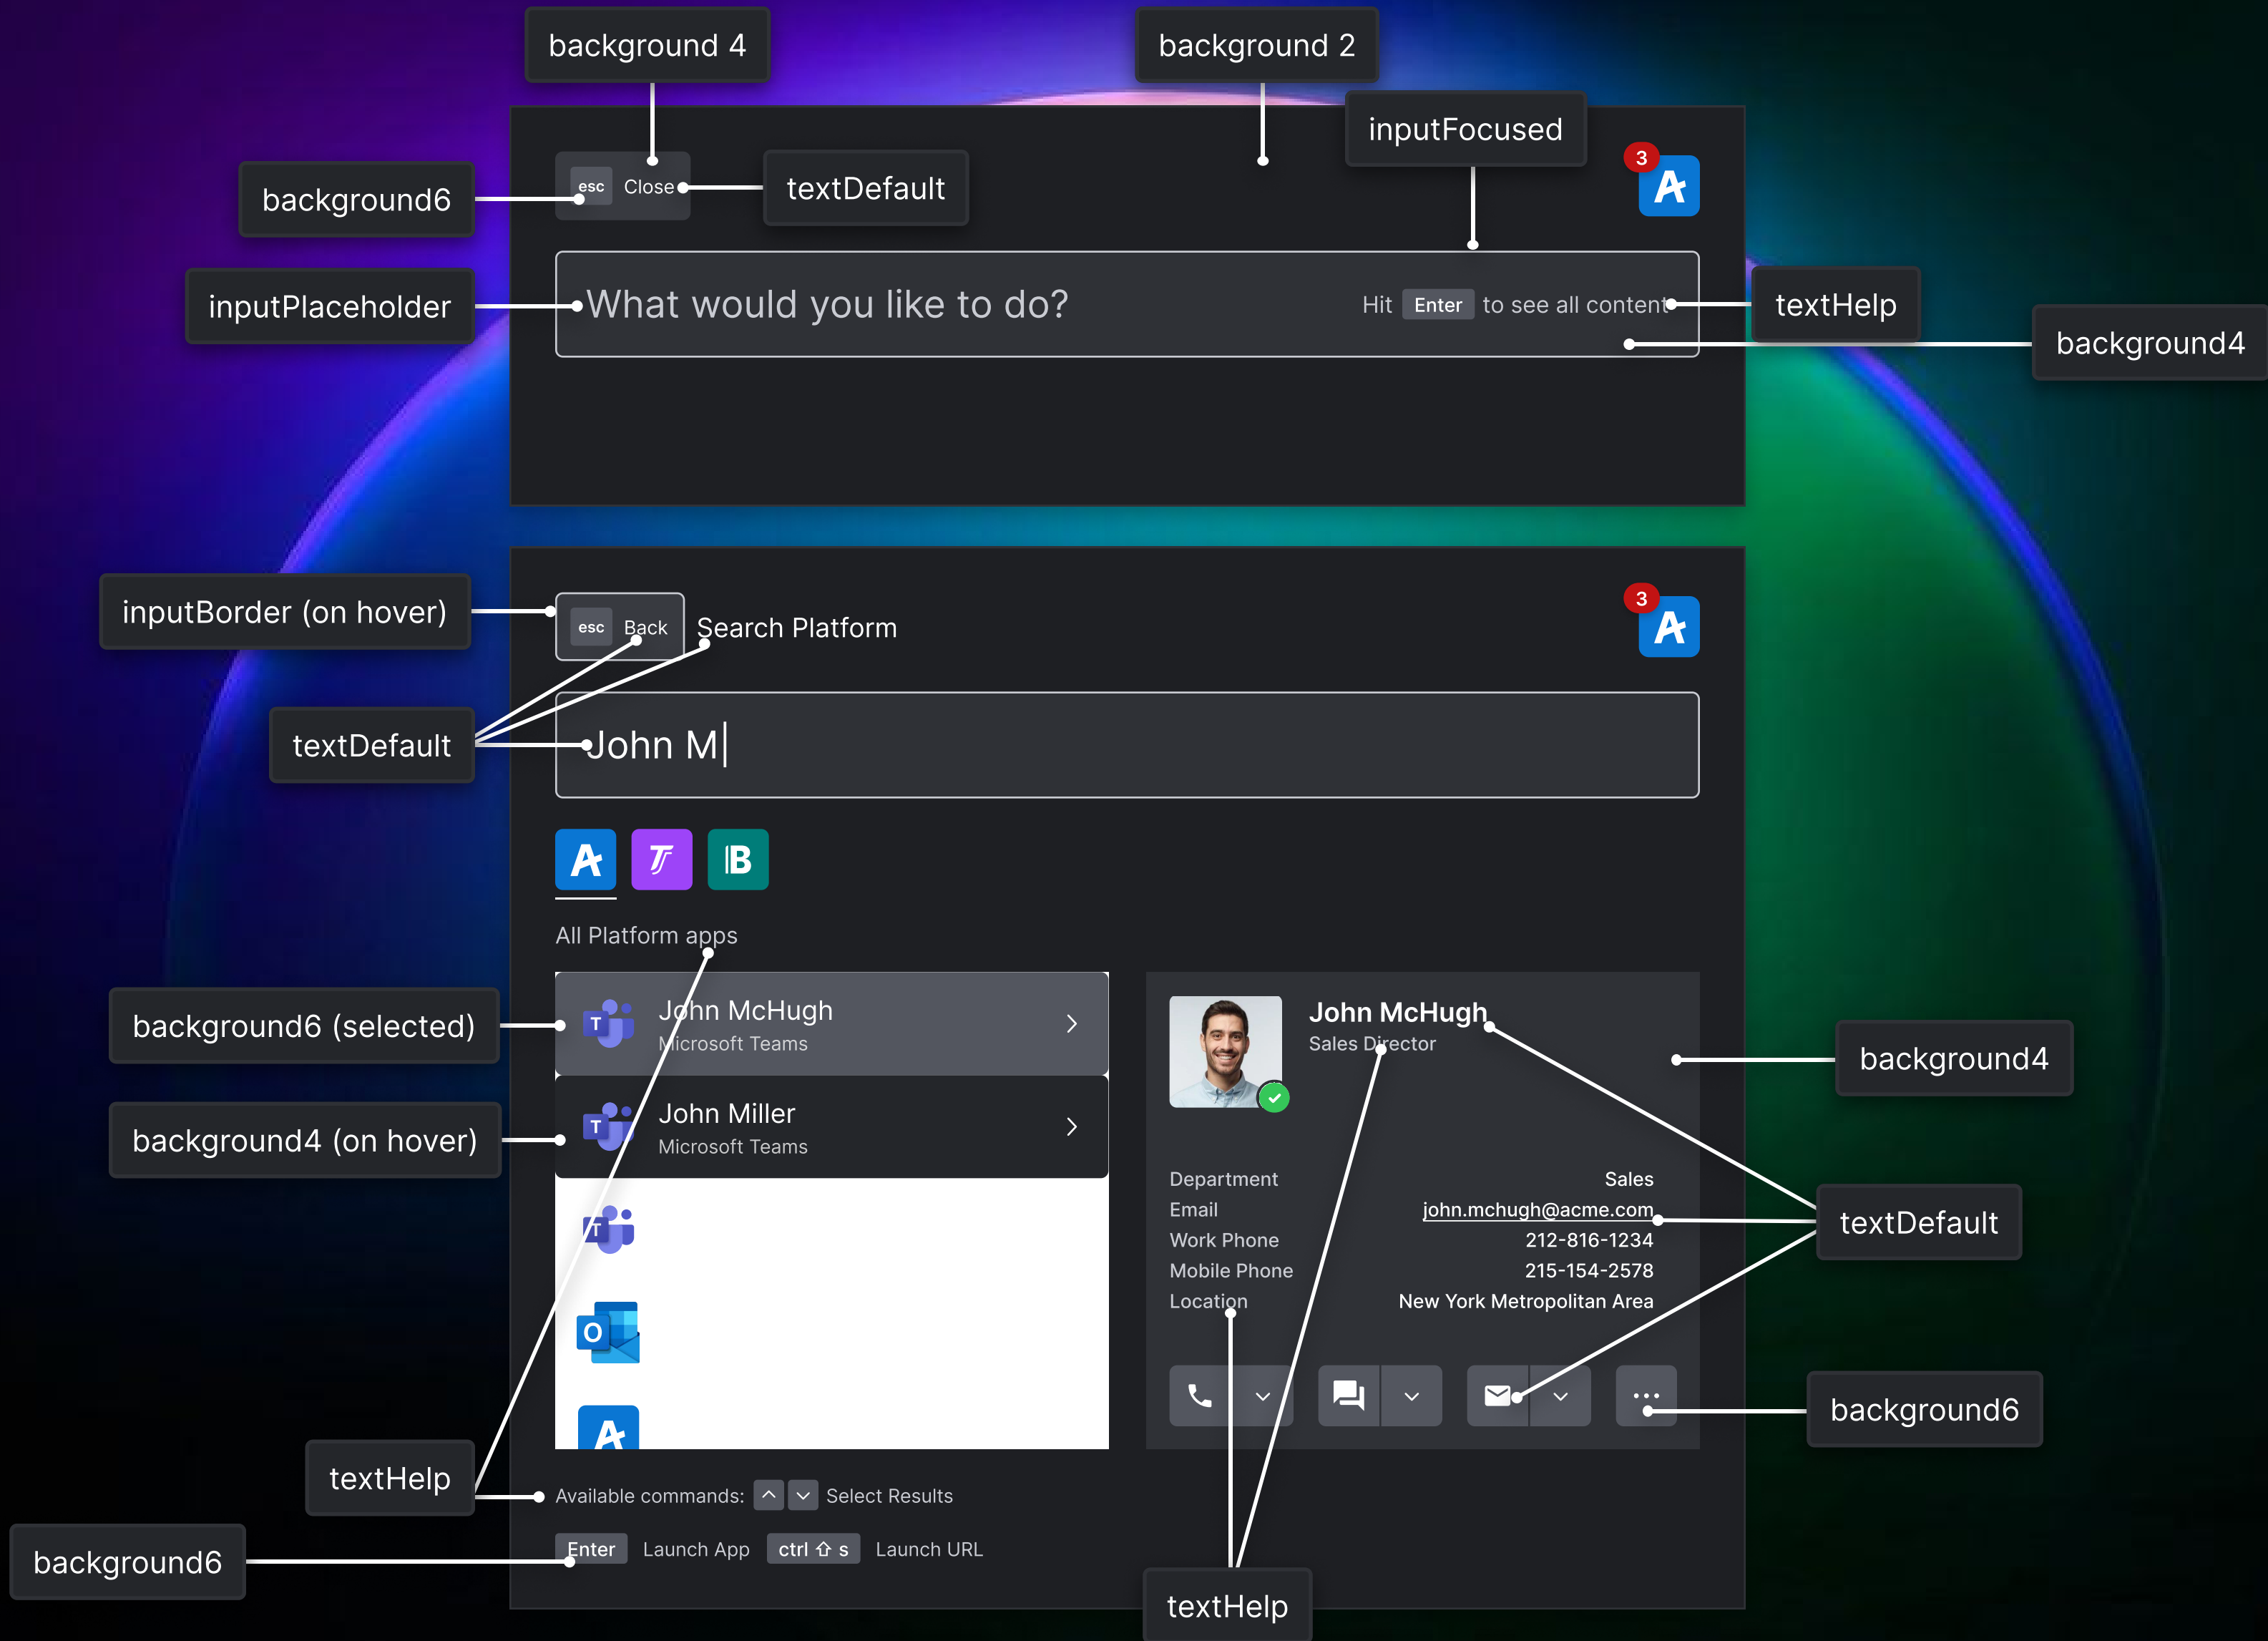 background 4
background 2
inputFocused
3
background6
esc Close
textDefault
inputPlaceholder
What would you like to do?
Hit Enter to see all content
textHelp
background4
inputBorder (on hover)
esc Back
Search Platform
3
textDefault
John M
All Platform apps
background6 (selected)
T
John McHugh
Microsoft Teams
John McHugh
Sales Director
background4
background4 (on hover)
T
John Miller
Microsoft Teams
Department
Sales
Email
john.mchugh@acme.com
textDefault
T
Work Phone
212-816-1234
Mobile Phone
215-154-2578
Location
New York Metropolitan Area
O
background6
textHelp
Available commands:
Select Results
Enter
Launch App
ctrl ⇧ s
Launch URL
background6
textHelp